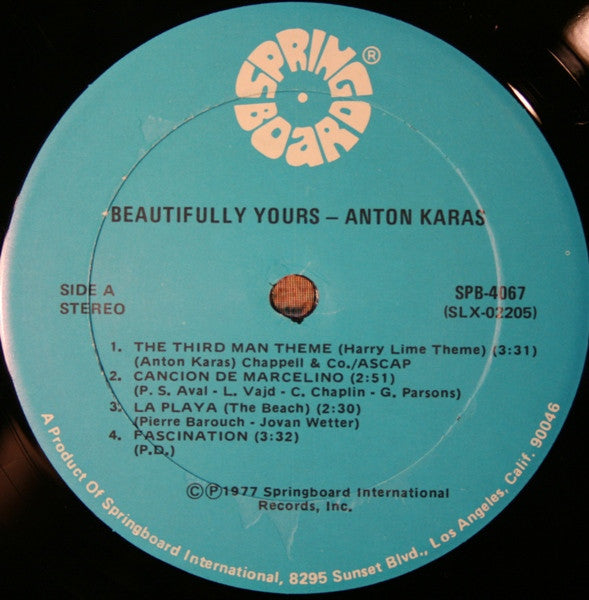 SPRINGBOARD®
BEAUTIFULLY YOURS – ANTON KARAS
SIDE A
STEREO
SPB-4067
(SLX-02205)
1. THE THIRD MAN THEME (Harry Lime Theme) (3:31)
(Anton Karas) Chappell & Co./ASCAP
2. CANCION DE MARCELINO (2:51)
(P. S. Aval - L. Vajd - C. Chaplin - G. Parsons)
3. LA PLAYA (The Beach) (2:30)
(Pierre Barouch - Jovan Wetter)
4. FASCINATION (3:32)
(P.D.)
©℗1977 Springboard International
Records, Inc.
A Product Of Springboard International, 8295 Sunset Blvd., Los Angeles, Calif. 90046